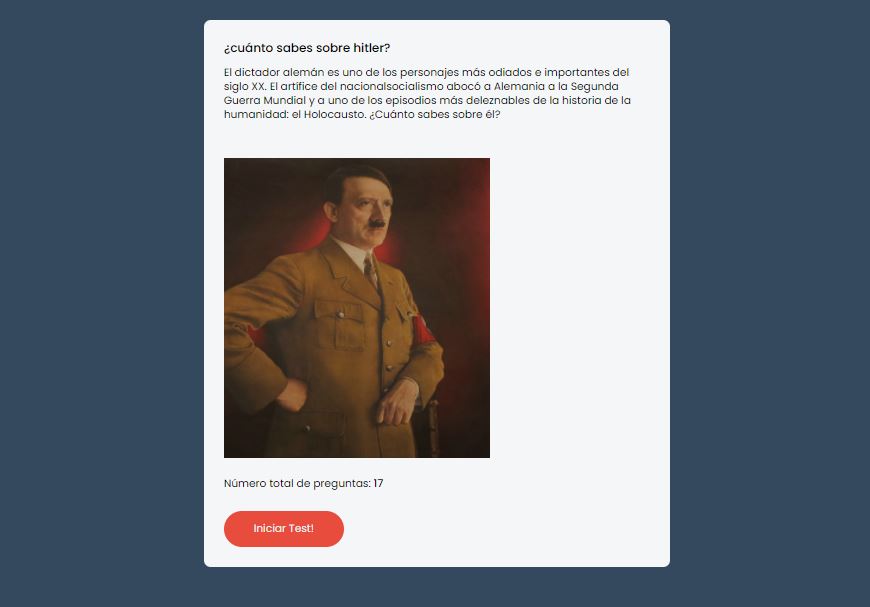 ¿cuánto sabes sobre hitler?
El dictador alemán es uno de los personajes más odiados e importantes del
siglo XX. El artífice del nacionalsocialismo abocó a Alemania a la Segunda
Guerra Mundial y a uno de los episodios más deleznables de la historia de la
humanidad: el Holocausto. ¿Cuánto sabes sobre él?
Número total de preguntas: 17
Iniciar Test!